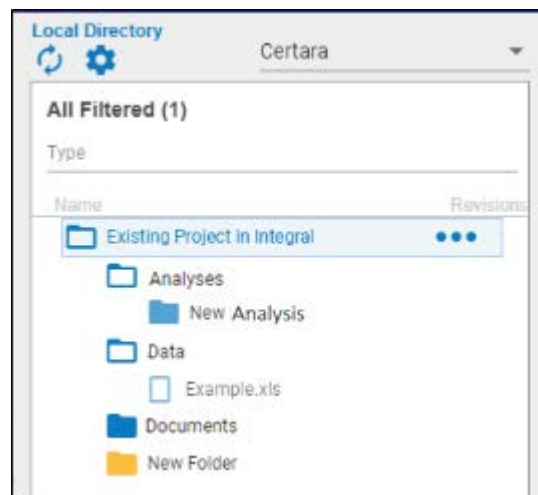 Local Directory
Certara
All Filtered (1)
Type
Name Revisions
Existing Project in Integral
Analyses
New Analysis
Data
Example.xls
Documents
New Folder